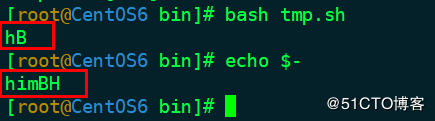 [root@CentOS6 bin]# bash tmp.sh
hB
[root@CentOS6 bin]# echo $-
himBH
[root@CentOS6 bin]#
@51CTO博客